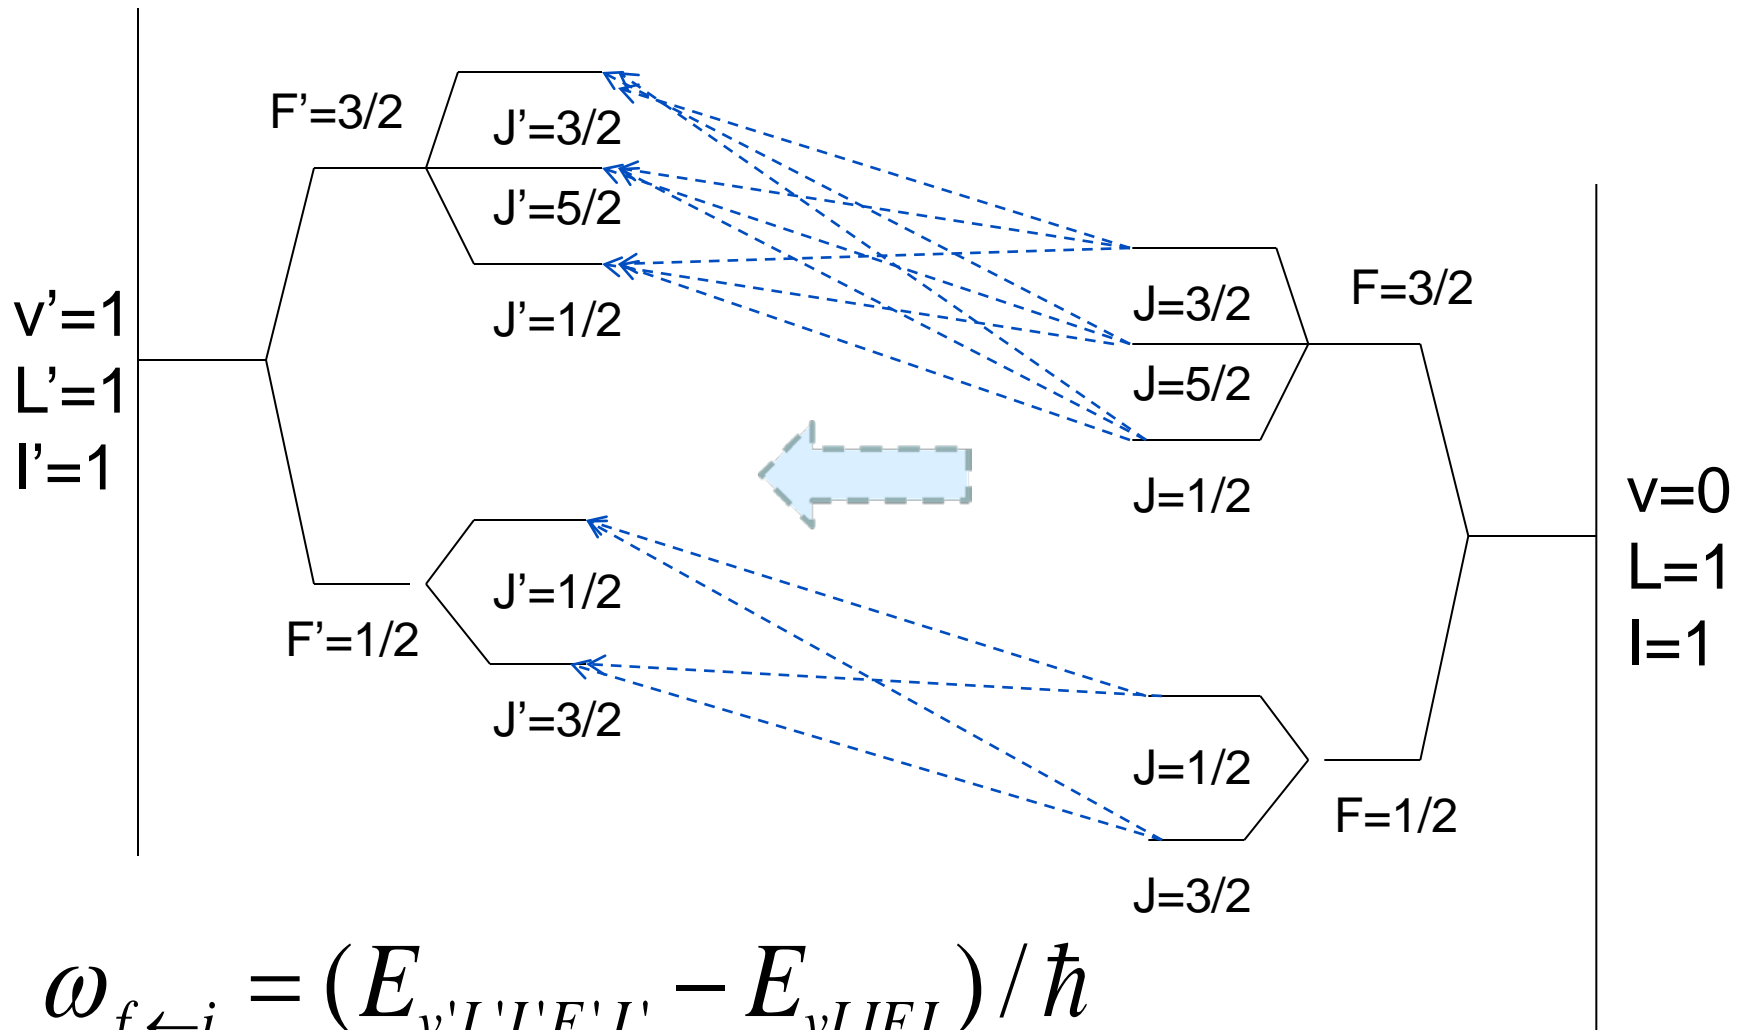 F’=3/2
J’=3/2
J’=5/2
J’=1/2
v’=1
L’=1
I’=1
J’=1/2
F’=1/2
J’=3/2
J=3/2
F=3/2
J=5/2
J=1/2
v=0
L=1
I=1
J=1/2
F=1/2
J=3/2
ω f←i = (E v'L'I'F'J' − E vLIFJ ) / ħ